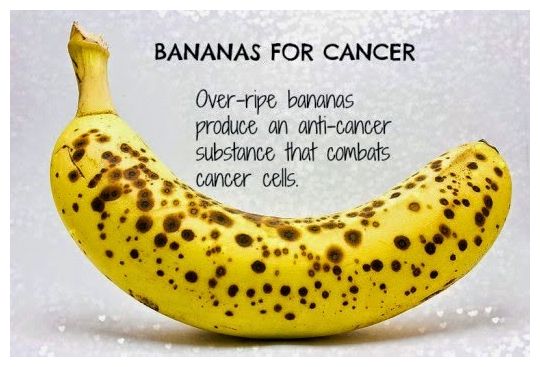 BANANAS FOR CANCER
Over-ripe bananas
produce an anti-cancer
substance that combats
cancer cells.